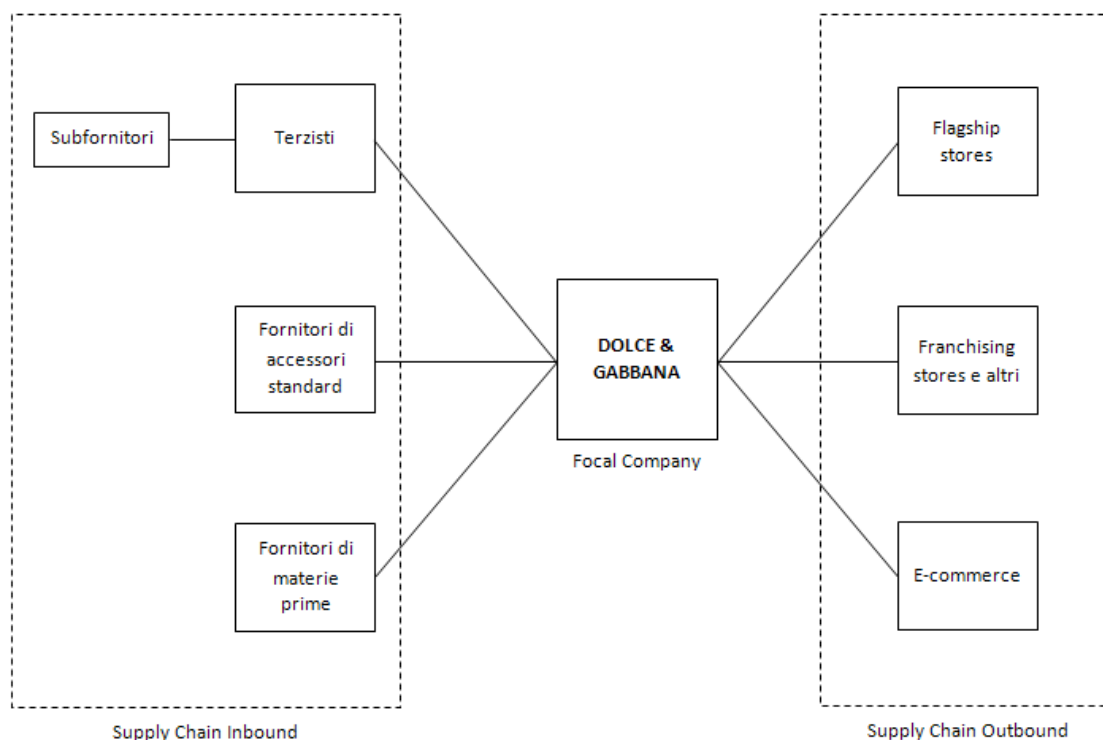 Subfornitori
Terzisti
Fornitori di
accessori
standard
Fornitori di
materie
prime
Supply Chain Inbound
DOLCE &
GABBANA
Focal Company
Flagship
stores
Franchising
stores e altri
E-commerce
Supply Chain Outbound